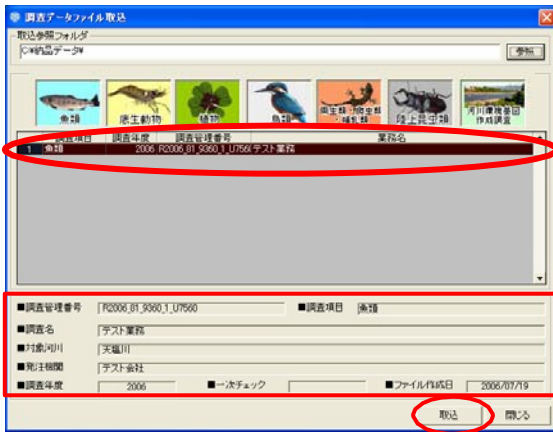 調査データファイル取込
取込参照フォルダ
C:¥納品データ¥
参照
魚類
底生動物
植物
鳥類
両生類・爬虫類
・哺乳類
陸上昆虫類
河川環境基図
作成調査
調査項目 調査年度 調査管理番号 業務名
1 魚類 2006 R2006_81_9360_1_U756( テスト業務
■調査管理番号 R2006_81_9360_1_U7560 ■調査項目 魚類
■調査名 テスト業務
■対象河川 天塩川
■発注機関 テスト会社
■調査年度 2006 ■一次チェック ■ファイル作成日 2006/07/19
取込 閉じる